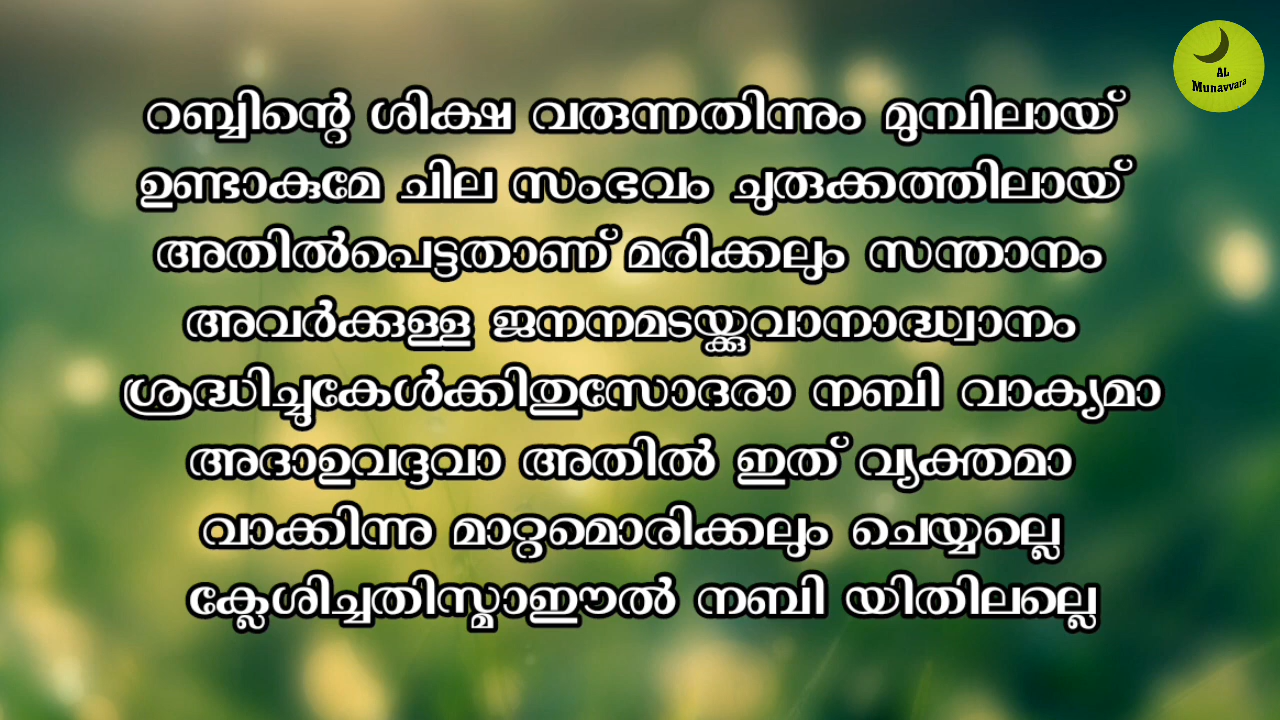 റബ്ബിന്റെ ശിക്ഷ വരുന്നതിന്നും മുമ്പിലായ്
ഉണ്ടാകുമേ ചില സംഭവം ചുരുക്കത്തിലായ്
അതിൽപെട്ടതാണ് മരിക്കലും സന്താനം
അവർക്കുള്ള ജനനമടയ്ക്കുവാനാദ്ധ്വാനം
ശ്രദ്ധിച്ചുകേൾക്കിതുസോദരാ നബി വാക്യമാ
അദാഉവദ്ദവാ അതിൽ ഇത് വ്യക്തമാ
വാക്കിന്നു മാറ്റമൊരിക്കലും ചെയ്യല്ലെ
ക്ലേശിച്ചതിസ്മാഈൽ നബി യിതിലല്ലെ
AL
Munavvara